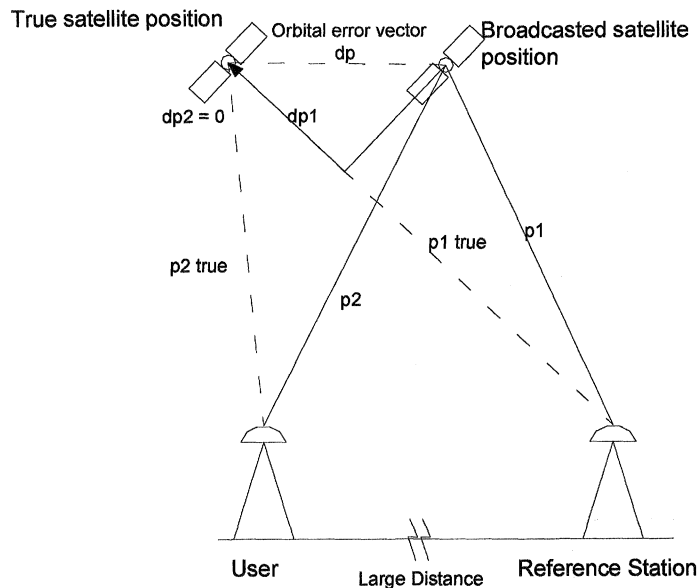 True satellite position
Orbital error vector
dp
Broadcasted satellite
position
dp2 = 0
dp1
p2 true
p1 true
p1
p2
User
Large Distance
Reference Station